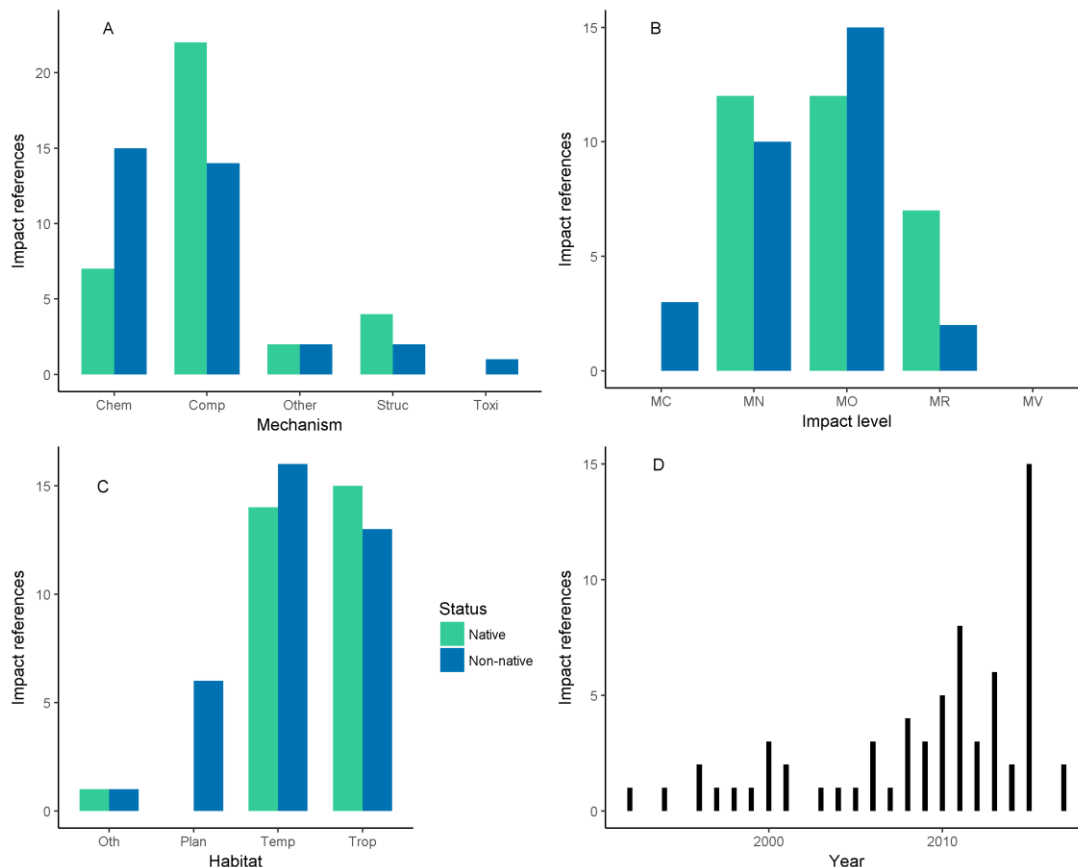 A
Impact references
20
15
10
5
0
Chem Comp Other Struc Toxi
Mechanism
B
Impact references
15
10
5
0
MC MN MO MR MV
Impact level
C
Impact references
15
10
5
0
Oth Plan Temp Trop
Habitat
Status
Native
Non-native
D
Impact references
15
10
5
0
2000 2010
Year